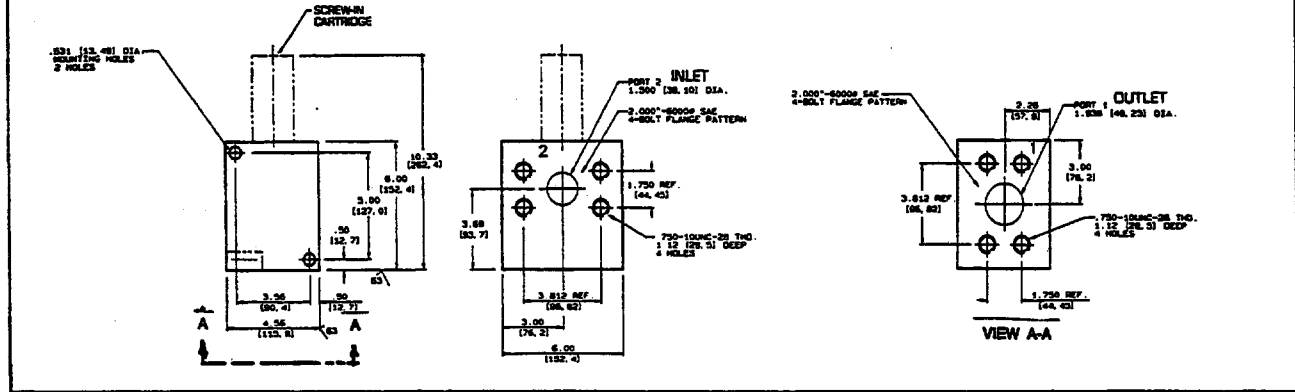 SCREW-IN
CARTRIDGE
.531 [13.49] DIA
MOUNTING HOLES
2 HOLES
10.33
[262.4]
6.00
[152.4]
5.00
[127.0]
.50
[12.7]
63
3.56
[90.4]
.50
[12.7]
A
A
4.56
[115.8]
63
PORT 2 INLET
1.500 [38.10] DIA.
2.000"-6000# SAE
4-BOLT FLANGE PATTERN
2
1.750 REF.
[44.45]
3.69
[93.7]
.750-10UNC-2B THD.
1.12 [28.5] DEEP
4 HOLES
3.812 REF.
[96.82]
3.00
[76.2]
6.00
[152.4]
2.000"-6000# SAE
4-BOLT FLANGE PATTERN
2.28
[57.9]
PORT 1 OUTLET
DIA.
1
3.00
[76.2]
3.812 REF.
[96.82]
.750-10UNC-2B THD.
1.12 [28.5] DEEP
4 HOLES
1.750 REF.
[44.45]
VIEW A-A